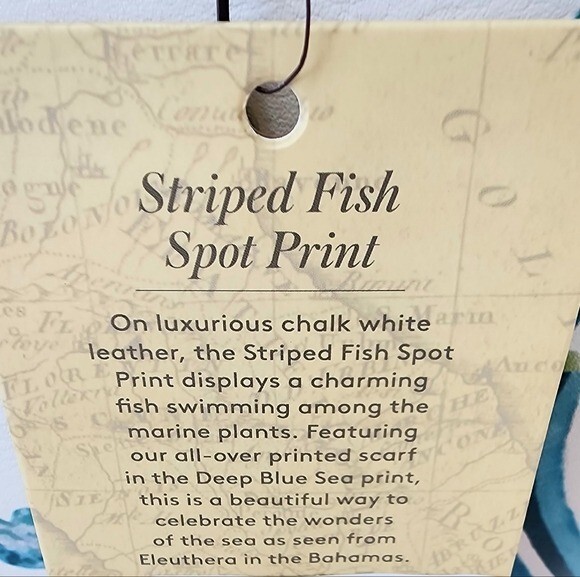 Striped Fish
Spot Print
On luxurious chalk white
leather, the Striped Fish Spot
Print displays a charming
fish swimming among the
marine plants. Featuring
our all-over printed scarf
in the Deep Blue Sea print,
this is a beautiful way to
celebrate the wonders
of the sea as seen from
Eleuthera in the Bahamas.